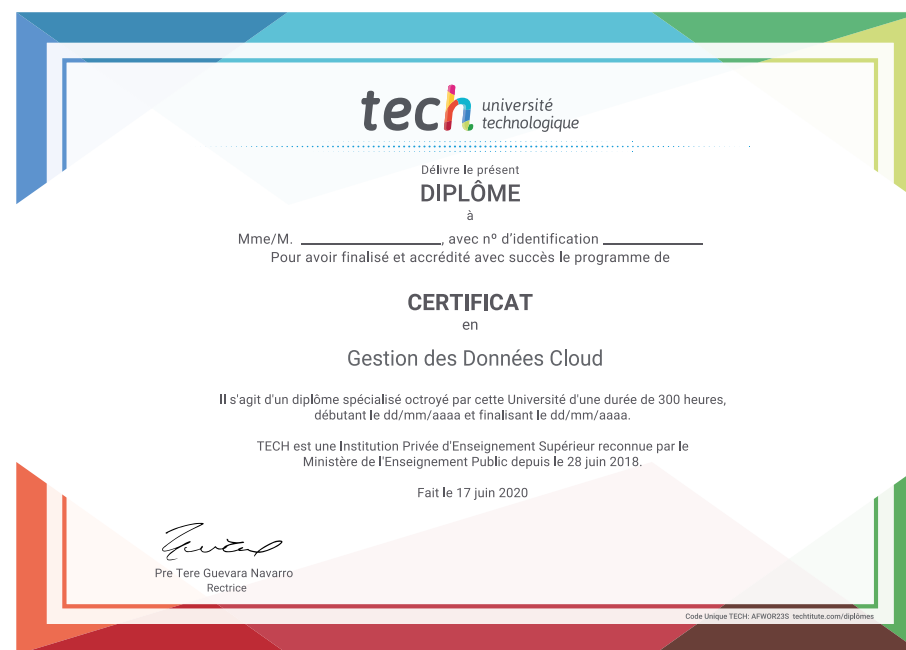 tech université
technologique
Délivre le présent
DIPLÔME
à
Mme/M. ____________, avec nº d'identification ____________
Pour avoir finalisé et accrédité avec succès le programme de
CERTIFICAT
en
Gestion des Données Cloud
Il s'agit d'un diplôme spécialisé octroyé par cette Université d'une durée de 300 heures,
débutant le dd/mm/aaaa et finalisant le dd/mm/aaaa.
TECH est une Institution Privée d'Enseignement Supérieur reconnue par le
Ministère de l'Enseignement Public depuis le 28 juin 2018.
Fait le 17 juin 2020
Pre Tere Guevara Navarro
Rectrice
Code Unique TECH: AFWOR23S techtitute.com/diplômes